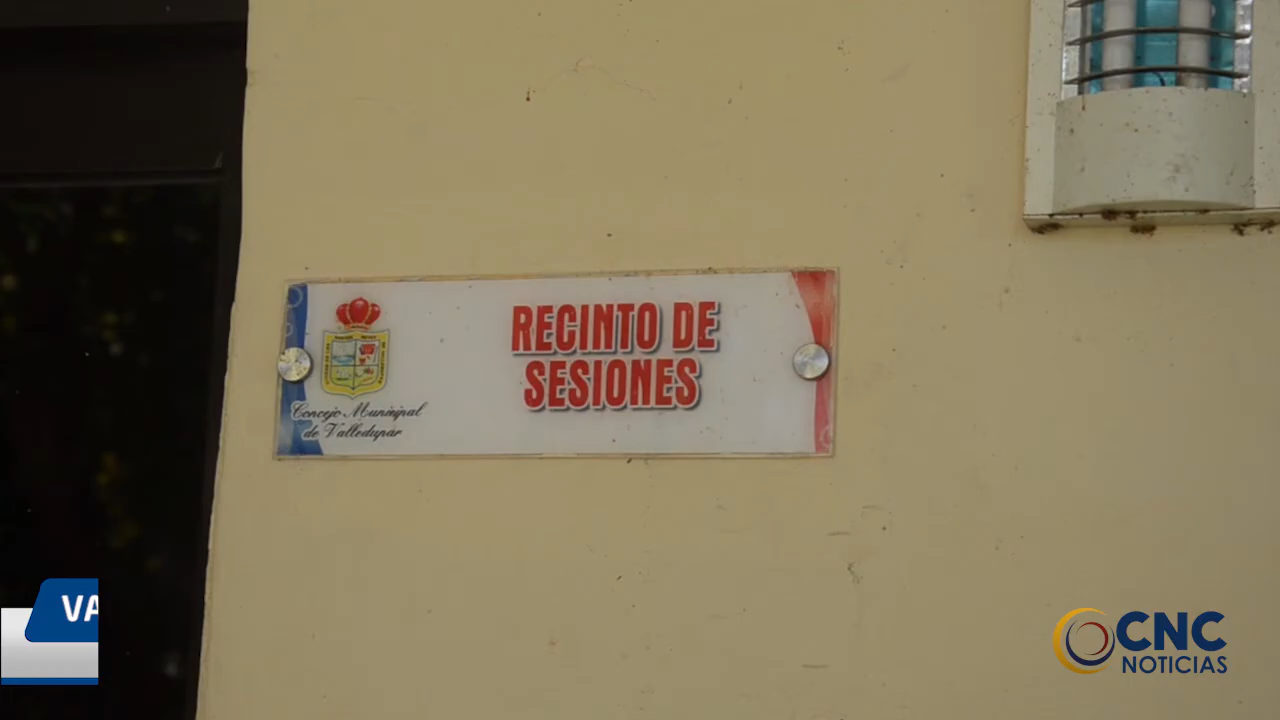 RECINTO DE
SESIONES
Concejo Municipal
de Valledupar
VA
CNC
NOTICIAS